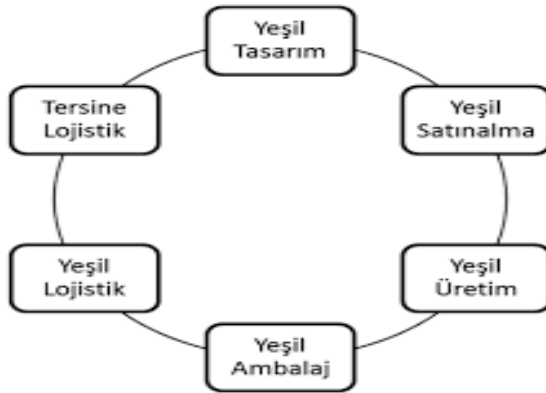 Yeşil
Tasarım
Yeşil
Satınalma
Yeşil
Üretim
Yeşil
Ambalaj
Yeşil
Lojistik
Tersine
Lojistik